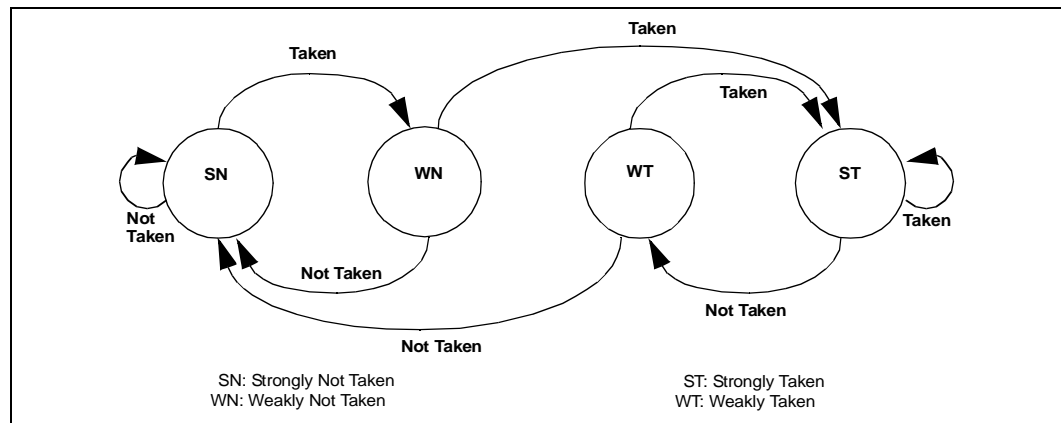 Taken
Taken
Taken
SN
WN
WT
ST
Not
Taken
Taken
Not Taken
Not Taken
Not Taken
SN: Strongly Not Taken
WN: Weakly Not Taken
ST: Strongly Taken
WT: Weakly Taken